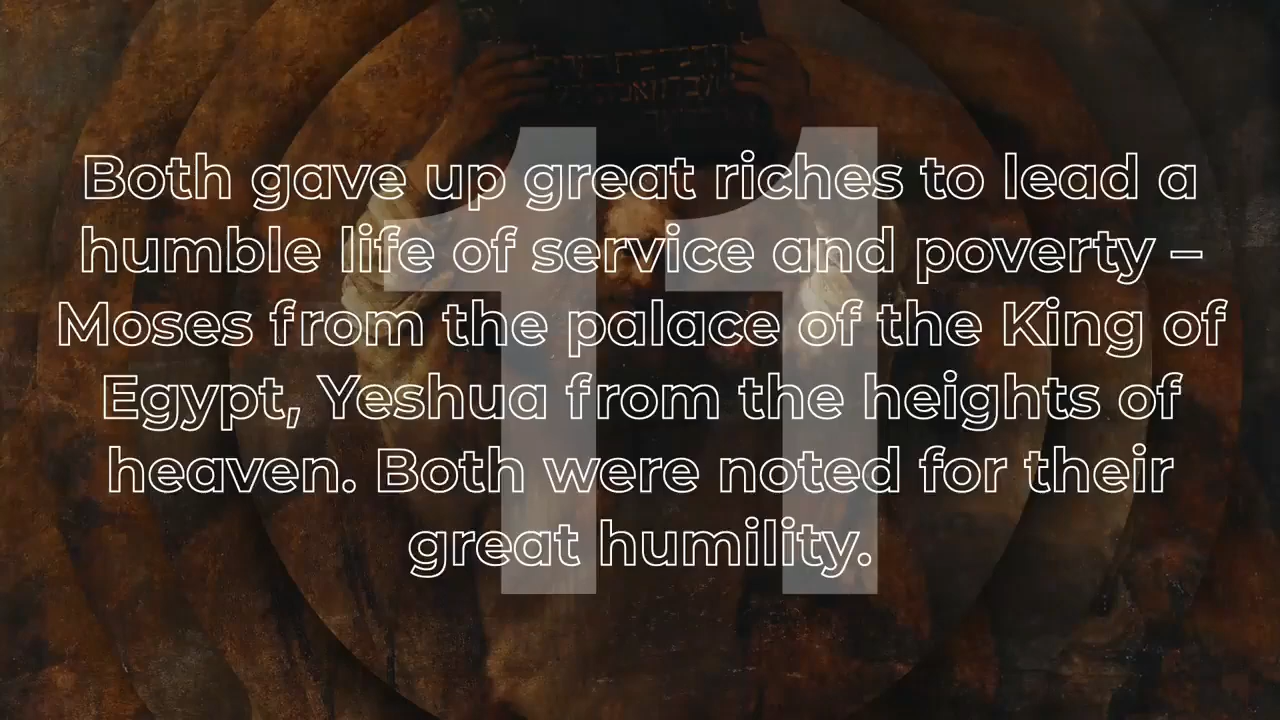 11
Both gave up great riches to lead a
humble life of service and poverty –
Moses from the palace of the King of
Egypt, Yeshua from the heights of
heaven. Both were noted for their
great humility.